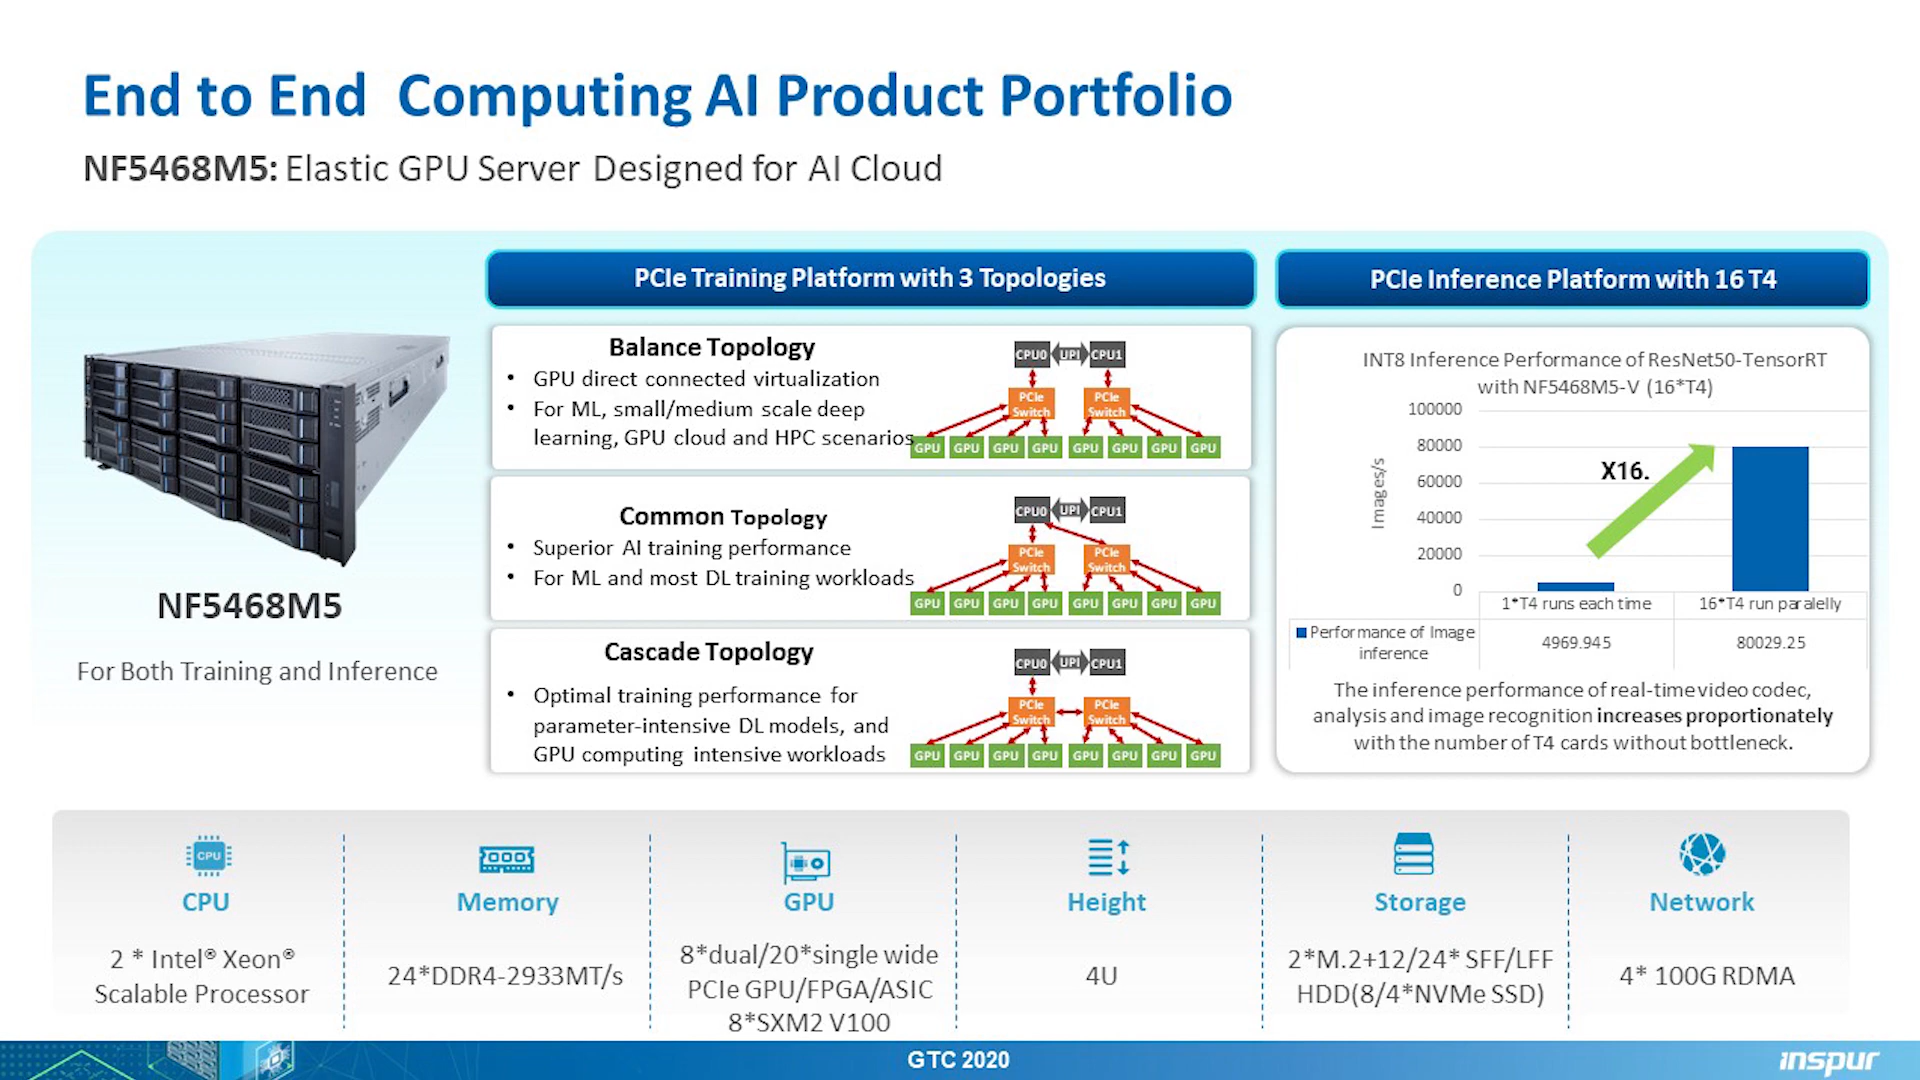 End to End  Computing AI Product Portfolio
NF5468M5: Elastic GPU Server Designed for AI Cloud
NF5468M5
For Both Training and Inference
PCIe Training Platform with 3 Topologies
Balance Topology
• GPU direct connected virtualization
• For ML, small/medium scale deep
learning, GPU cloud and HPC scenarios
CPU0 UPI CPU1
PCIe PCIe
Switch Switch
GPU GPU GPU GPU GPU GPU GPU GPU
Common Topology
• Superior AI training performance
• For ML and most DL training workloads
CPU0 UPI CPU1
PCIe PCIe
Switch Switch
GPU GPU GPU GPU GPU GPU GPU GPU
Cascade Topology
• Optimal training performance for
parameter-intensive DL models, and
GPU computing intensive workloads
CPU0 UPI CPU1
PCIe PCIe
Switch Switch
GPU GPU GPU GPU GPU GPU GPU GPU
PCIe Inference Platform with 16 T4
INT8 Inference Performance of ResNet50-TensorRT
with NF5468M5-V (16*T4)
Images/s
100000
80000
60000
40000
20000
0
X16.
1*T4 runs each time 16*T4 run paralelly
Performance of Image
inference
4969.945 80029.25
The inference performance of real-time video codec,
analysis and image recognition increases proportionately
with the number of T4 cards without bottleneck.
CPU
CPU
2 * Intel® Xeon®
Scalable Processor
Memory
24*DDR4-2933MT/s
GPU
8*dual/20*single wide
PCIe GPU/FPGA/ASIC
8*SXM2 V100
Height
4U
Storage
2*M.2+12/24* SFF/LFF
HDD(8/4*NVMe SSD)
Network
4* 100G RDMA
GTC 2020
inspur